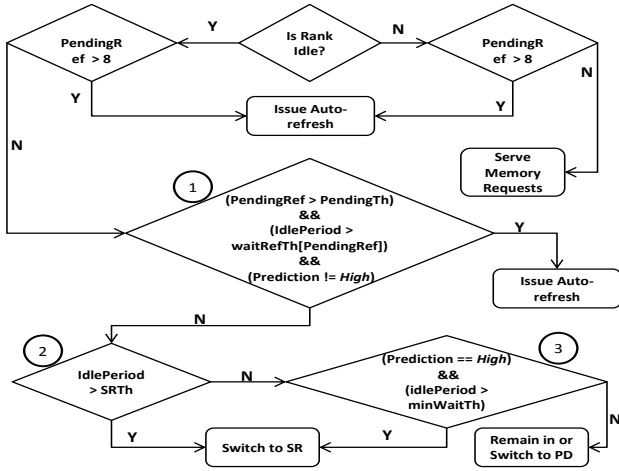 Y
Is Rank
Idle?
N
PendingR
ef > 8
PendingR
ef > 8
N
Y
Issue Auto-
refresh
Y
N
Serve
Memory
Requests
1
(PendingRef > PendingTh)
&&
(IdlePeriod >
waitRefTh[PendingRef])
&&
(Prediction != High)
Y
Issue Auto-
refresh
N
2
3
IdlePeriod
> SRTh
N
(Prediction == High)
&&
(idlePeriod >
minWaitTh)
N
Y
Switch to SR
Y
Remain in or
Switch to PD